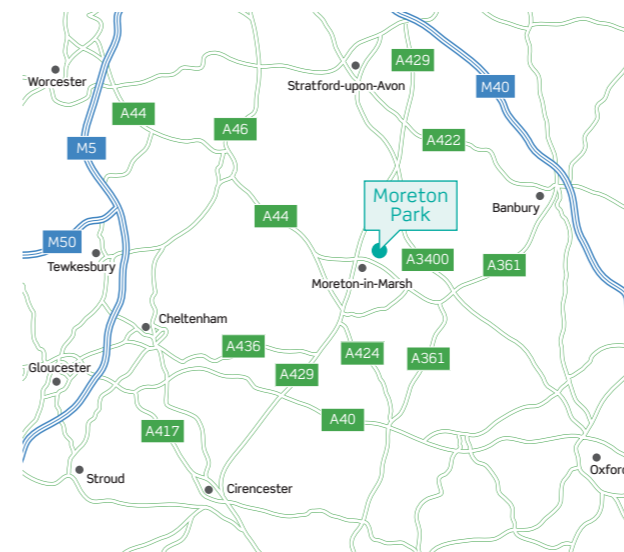 Worcester
Stratford-upon-Avon
A429
M40
A44
A46
M5
A422
Moreton
Park
Banbury
A44
M50
Tewkesbury
A3400
A361
Moreton-in-Marsh
Cheltenham
A436
A424
A361
Gloucester
A429
A40
A417
Stroud
Cirencester
Oxford